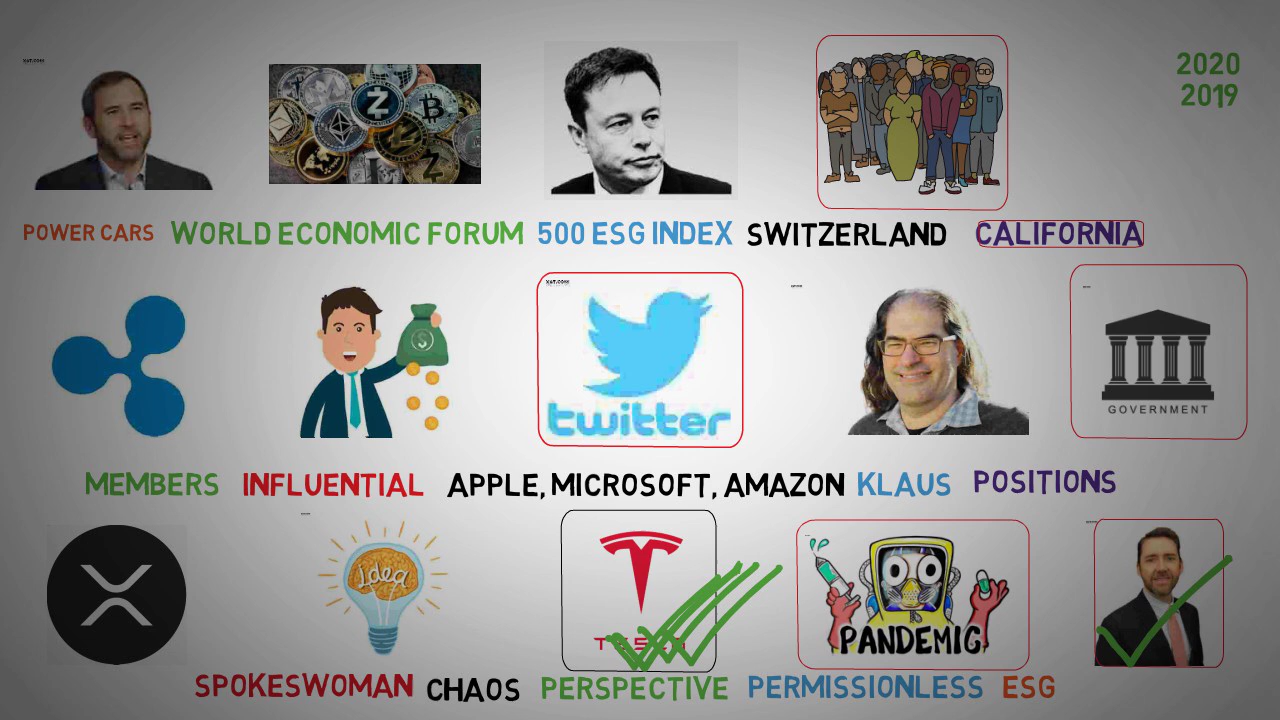 2020
2019
POWER CARS WORLD ECONOMIC FORUM 500 ESG INDEX SWITZERLAND CALIFORNIA
twitter
GOVERNMENT
MEMBERS INFLUENTIAL APPLE, MICROSOFT, AMAZON KLAUS POSITIONS
idea
TESLA
PANDEMIC
SPOKESWOMAN CHAOS PERSPECTIVE PERMISSIONLESS ESG